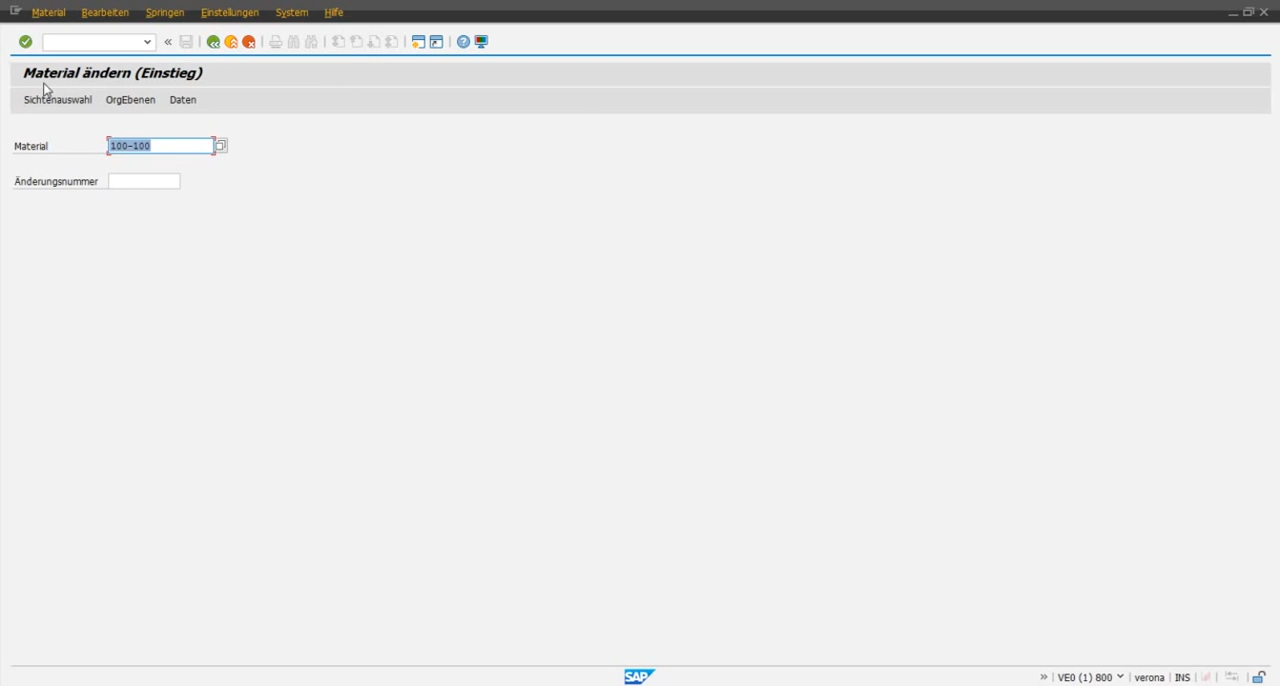 Material Bearbeiten Springen Einstellungen System Hilfe
Material ändern (Einstieg)
Sichtenauswahl OrgEbenen Daten
Material 100-100
Änderungsnummer
SAP
VE0 (1) 800 verona INS